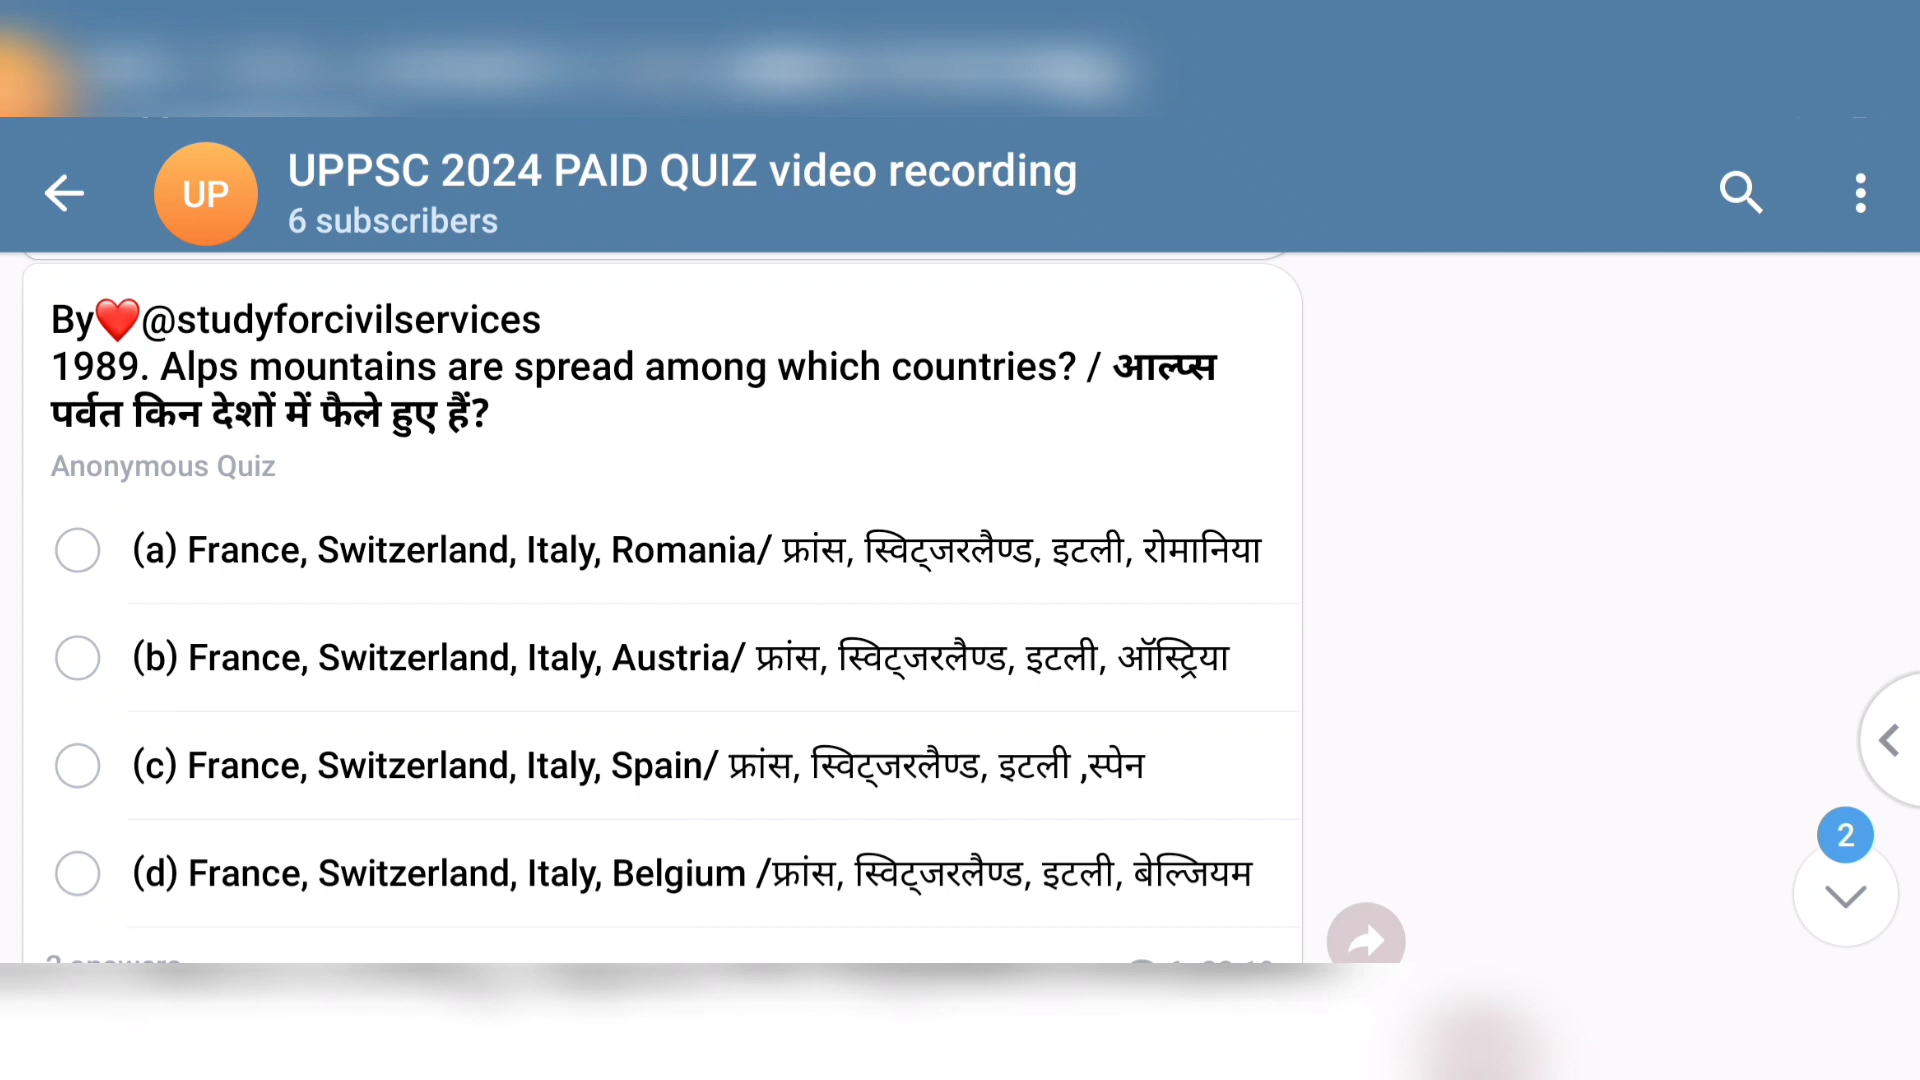 UP
UPPSC 2024 PAID QUIZ video recording
6 subscribers
By❤️@studyforcivilservices
1989. Alps mountains are spread among which countries? / आल्प्स
पर्वत किन देशों में फैले हुए हैं?
Anonymous Quiz
(a) France, Switzerland, Italy, Romania/ फ्रांस, स्विट्जरलैण्ड, इटली, रोमानिया
(b) France, Switzerland, Italy, Austria/ फ्रांस, स्विट्जरलैण्ड, इटली, ऑस्ट्रिया
(c) France, Switzerland, Italy, Spain/ फ्रांस, स्विट्जरलैण्ड, इटली ,स्पेन
(d) France, Switzerland, Italy, Belgium /फ्रांस, स्विट्जरलैण्ड, इटली, बेल्जियम
2